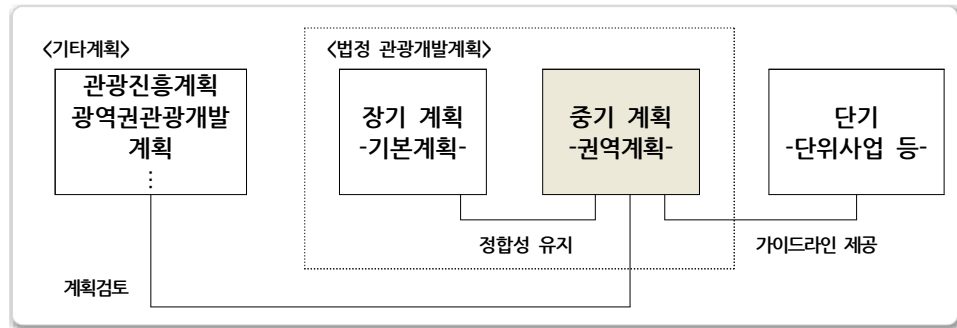 <기타계획>
관광진흥계획
광역권관광개발
계획
⋮
<법정 관광개발계획>
장기 계획
-기본계획-
중기 계획
-권역계획-
단기
-단위사업 등-
정합성 유지
가이드라인 제공
계획검토